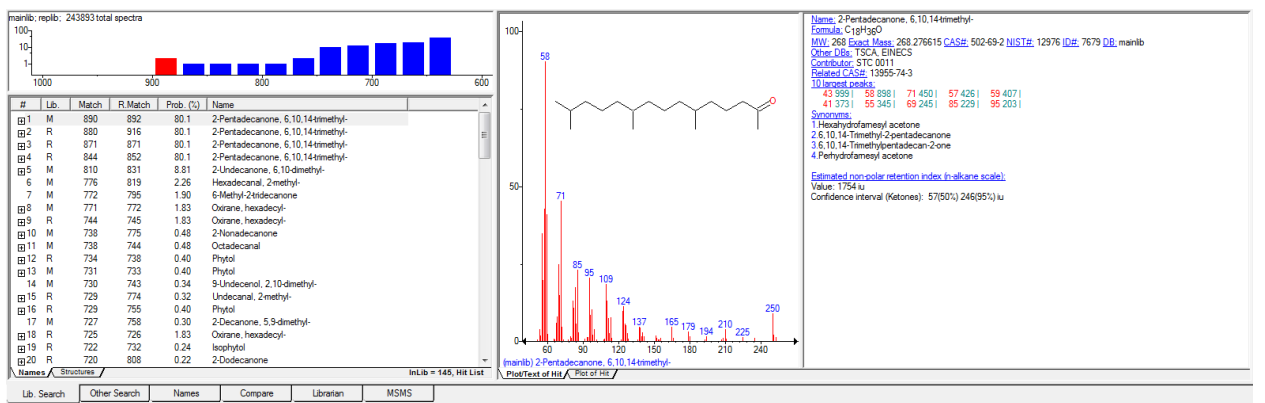 mainlib; replib; 243893 total spectra
100
10
1
1000 900 800 700 600
# Lib. Match R.Match Prob. (%) Name
1 M 890 892 80.1 2-Pentadecanone, 6,10,14-trimethyl-
2 R 880 916 80.1 2-Pentadecanone, 6,10,14-trimethyl-
3 R 871 871 80.1 2-Pentadecanone, 6,10,14-trimethyl-
4 R 844 852 80.1 2-Pentadecanone, 6,10,14-trimethyl-
5 M 810 831 8.81 2-Undecanone, 6,10-dimethyl-
6 M 776 819 2.26 Hexadecanal, 2-methyl-
7 M 772 795 1.90 6-Methyl-2-tridecanone
8 M 771 772 1.83 Oxirane, hexadecyl-
9 R 744 745 1.83 Oxirane, hexadecyl-
10 M 738 775 0.48 2-Nonadecanone
11 M 738 744 0.48 Octadecanal
12 R 734 738 0.40 Phytol
13 M 731 733 0.40 Phytol
14 M 730 743 0.34 9-Undecenol, 2,10-dimethyl-
15 R 729 774 0.32 Undecanal, 2-methyl-
16 R 729 755 0.40 Phytol
17 M 727 758 0.30 2-Decanone, 5,9-dimethyl-
18 R 725 726 1.83 Oxirane, hexadecyl-
19 R 722 732 0.24 Isophytol
20 R 720 808 0.22 2-Dodecanone
Names Structures InLib = 145, Hit List
100
50
0
58
71
85
95
109
124
137
165
179
194
210
225
250
O
60 90 120 150 180 210 240
(mainlib) 2-Pentadecanone, 6,10,14-trimethyl-
Plot/Text of Hit Plot of Hit
Name: 2-Pentadecanone, 6,10,14-trimethyl-
Formula: C18H36O
MW: 268 Exact Mass: 268.276615 CAS#: 502-69-2 NIST#: 12976 ID#: 7679 DB: mainlib
Other DBs: TSCA, EINECS
Contributor: STC 0011
Related CAS#: 13955-74-3
10 largest peaks:
43 999 | 58 898 | 71 450 | 57 426 | 59 407 |
41 373 | 55 345 | 69 245 | 85 229 | 95 203 |
Synonyms:
1.Hexahydrofarnesyl acetone
2.6,10,14-Trimethyl-2-pentadecanone
3.6,10,14-Trimethylpentadecan-2-one
4.Perhydrofarnesyl acetone
Estimated non-polar retention index (n-alkane scale):
Value: 1754 iu
Confidence interval (Ketones): 57(50%) 246(95%) iu
Lib. Search Other Search Names Compare Librarian MSMS